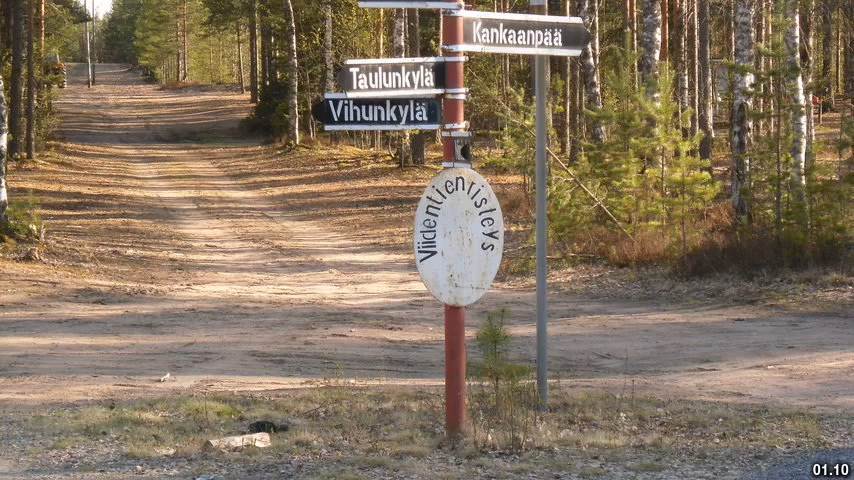 Kankaanpää
Taulunkylä
Vihunkylä
Viidentienristeys
01.10